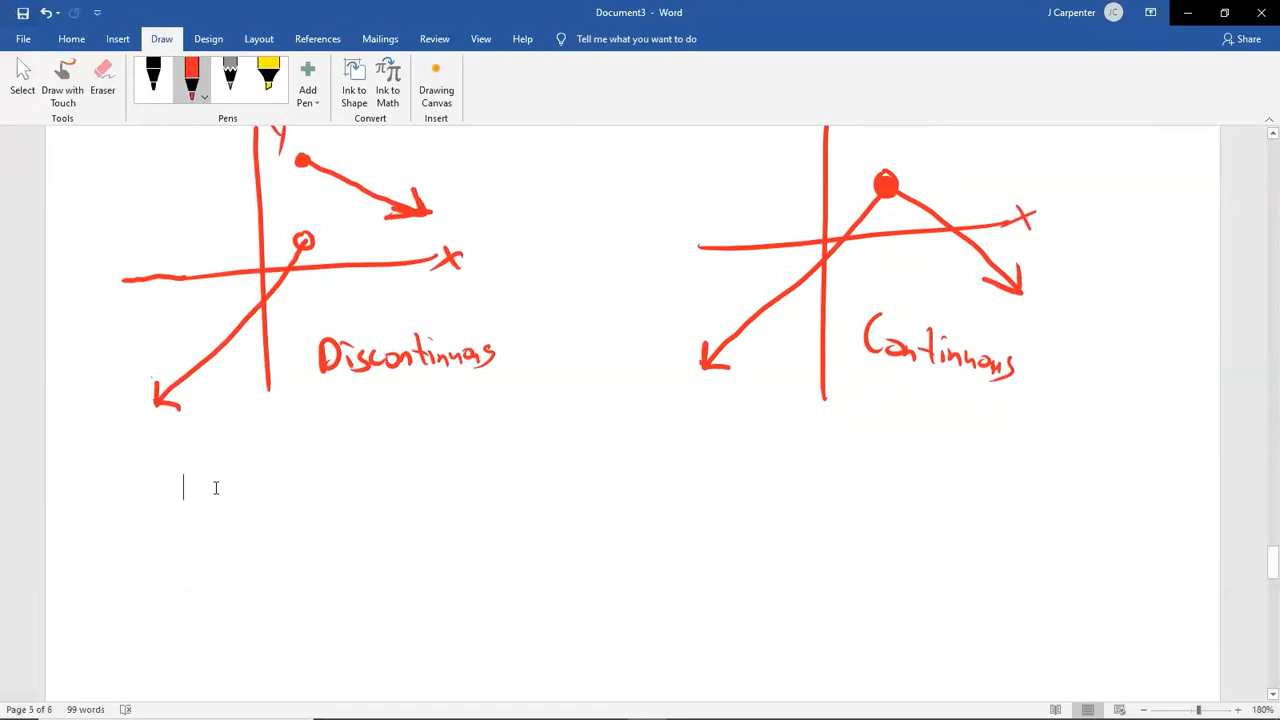 Document3 - Word
J Carpenter
JC
File Home Insert Draw Design Layout References Mailings Review View Help Tell me what you want to do
Share
Select
Draw with Touch
Eraser
Add Pen
Ink to Shape
Ink to Math
Drawing Canvas
Tools
Pens
Convert
Insert
y
x
Discontinuous
x
Continuous
Page 5 of 6 99 words
180%